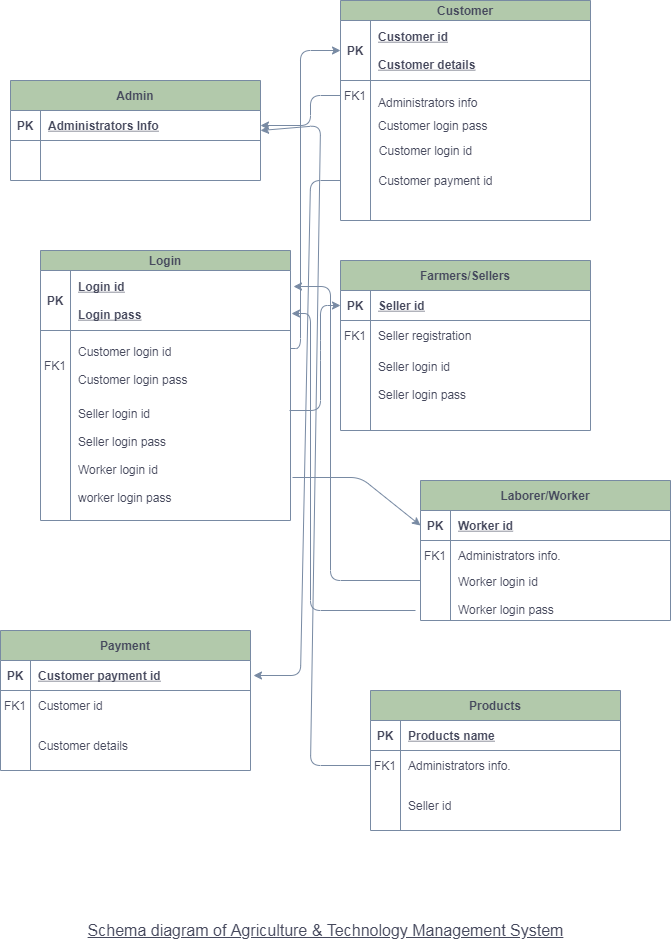 Customer
PK
Customer id
Customer details
FK1
Administrators info
Customer login pass
Customer login id
Customer payment id
Admin
PK
Administrators Info
Login
PK
Login id
Login pass
FK1
Customer login id
Customer login pass
Seller login id
Seller login pass
Worker login id
worker login pass
Farmers/Sellers
PK
Seller id
FK1
Seller registration
Seller login id
Seller login pass
Laborer/Worker
PK
Worker id
FK1
Administrators info.
Worker login id
Worker login pass
Payment
PK
Customer payment id
FK1
Customer id
Customer details
Products
PK
Products name
FK1
Administrators info.
Seller id
Schema diagram of Agriculture & Technology Management System